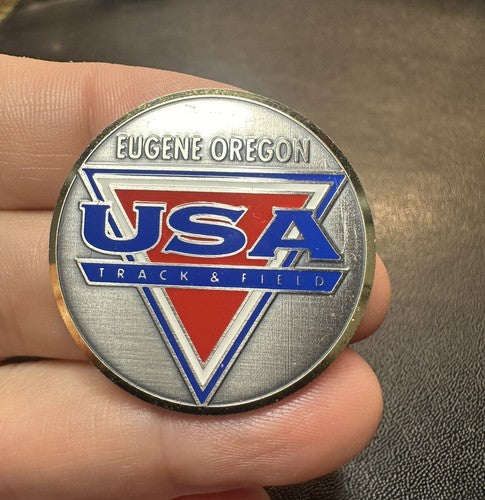 EUGENE OREGON
USA
TRACK & FIELD